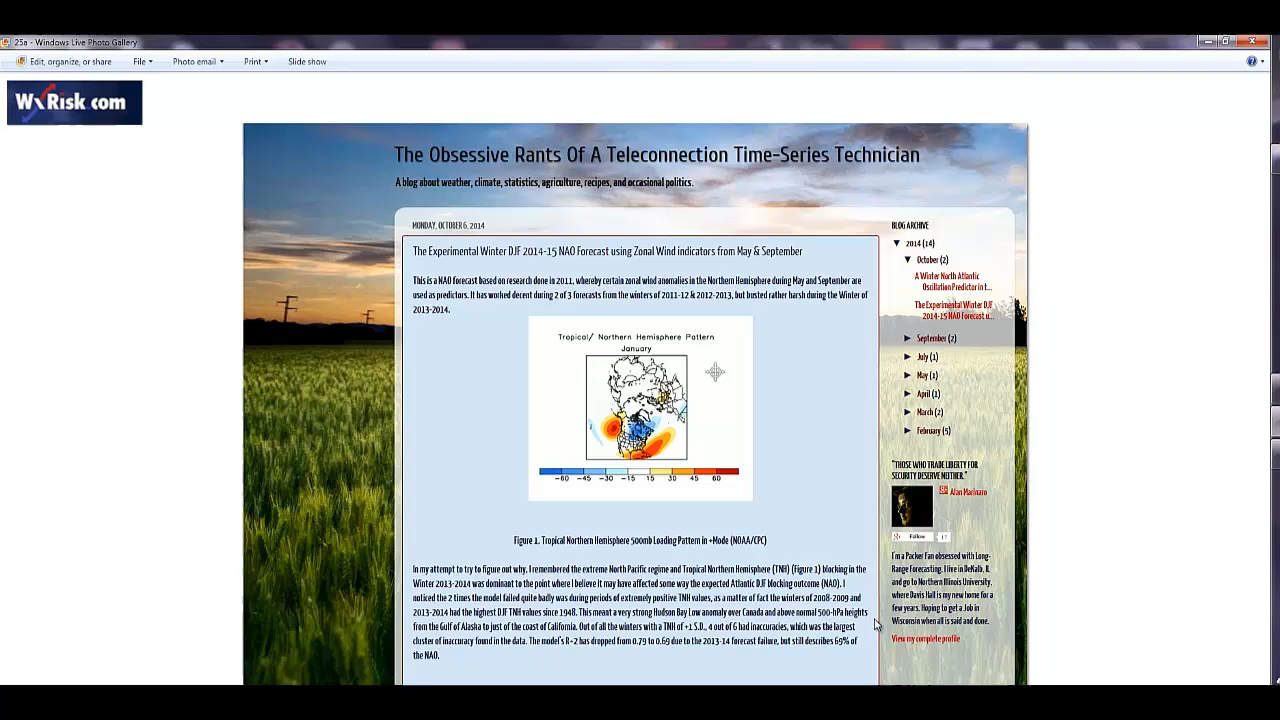 25a - Windows Live Photo Gallery
Edit, organize, or share File Photo email Print Slide show
WxRisk.com
The Obsessive Rants Of A Teleconnection Time-Series Technician
A blog about weather, climate, statistics, agriculture, recipes, and occasional politics.
MONDAY, OCTOBER 6, 2014
The Experimental Winter DJF 2014-15 NAO Forecast using Zonal Wind indicators from May & September
This is a NAO forecast based on research done in 2011, whereby certain zonal wind anomalies in the Northern Hemisphere during May and September are
used as predictors. It has worked decent during 2 of 3 forecasts from the winters of 2011-12 & 2012-2013, but busted rather harsh during the Winter of
2013-2014.
Tropical/ Northern Hemisphere Pattern
January
-60 -45 -30 -15 15 30 45 60
Figure 1. Tropical Northern Hemisphere 500mb Loading Pattern in +Mode (NOAA/CPC)
In my attempt to try to figure out why, I remembered the extreme North Pacific regime and Tropical Northern Hemisphere (TNH) (Figure 1) blocking in the
Winter 2013-2014 was dominant to the point where I believe it may have affected some way the expected Atlantic DJF blocking outcome (NAO). I
noticed the 2 times the model failed quite badly was during periods of extremely positive TNH values, as a matter of fact the winters of 2008-2009 and
2013-2014 had the highest DJF TNH values since 1948. This meant a very strong Hudson Bay Low anomaly over Canada and above normal 500-hPa heights
from the Gulf of Alaska to just of the coast of California. Out of all the winters with a TNH of +1 S.D., 4 out of 6 had inaccuracies, which was the largest
cluster of inaccuracy found in the data. The model's R^2 has dropped from 0.79 to 0.69 due to the 2013-14 forecast failure, but still describes 69% of
the NAO.
BLOG ARCHIVE
▼ 2014 (14)
▼ October (2)
A Winter North Atlantic
Oscillation Predictor in t...
The Experimental Winter DJF
2014-15 NAO Forecast u...
► September (2)
► July (1)
► May (1)
► April (1)
► March (2)
► February (5)
"THOSE WHO TRADE LIBERTY FOR
SECURITY DESERVE NEITHER."
Alan Marinaro
Follow 17
I'm a Packer Fan obsessed with Long-
Range Forecasting. I live in DeKalb, IL
and go to Northern Illinois University,
where Davis Hall is my new home for a
few years. Hoping to get a Job in
Wisconsin when all is said and done.
View my complete profile